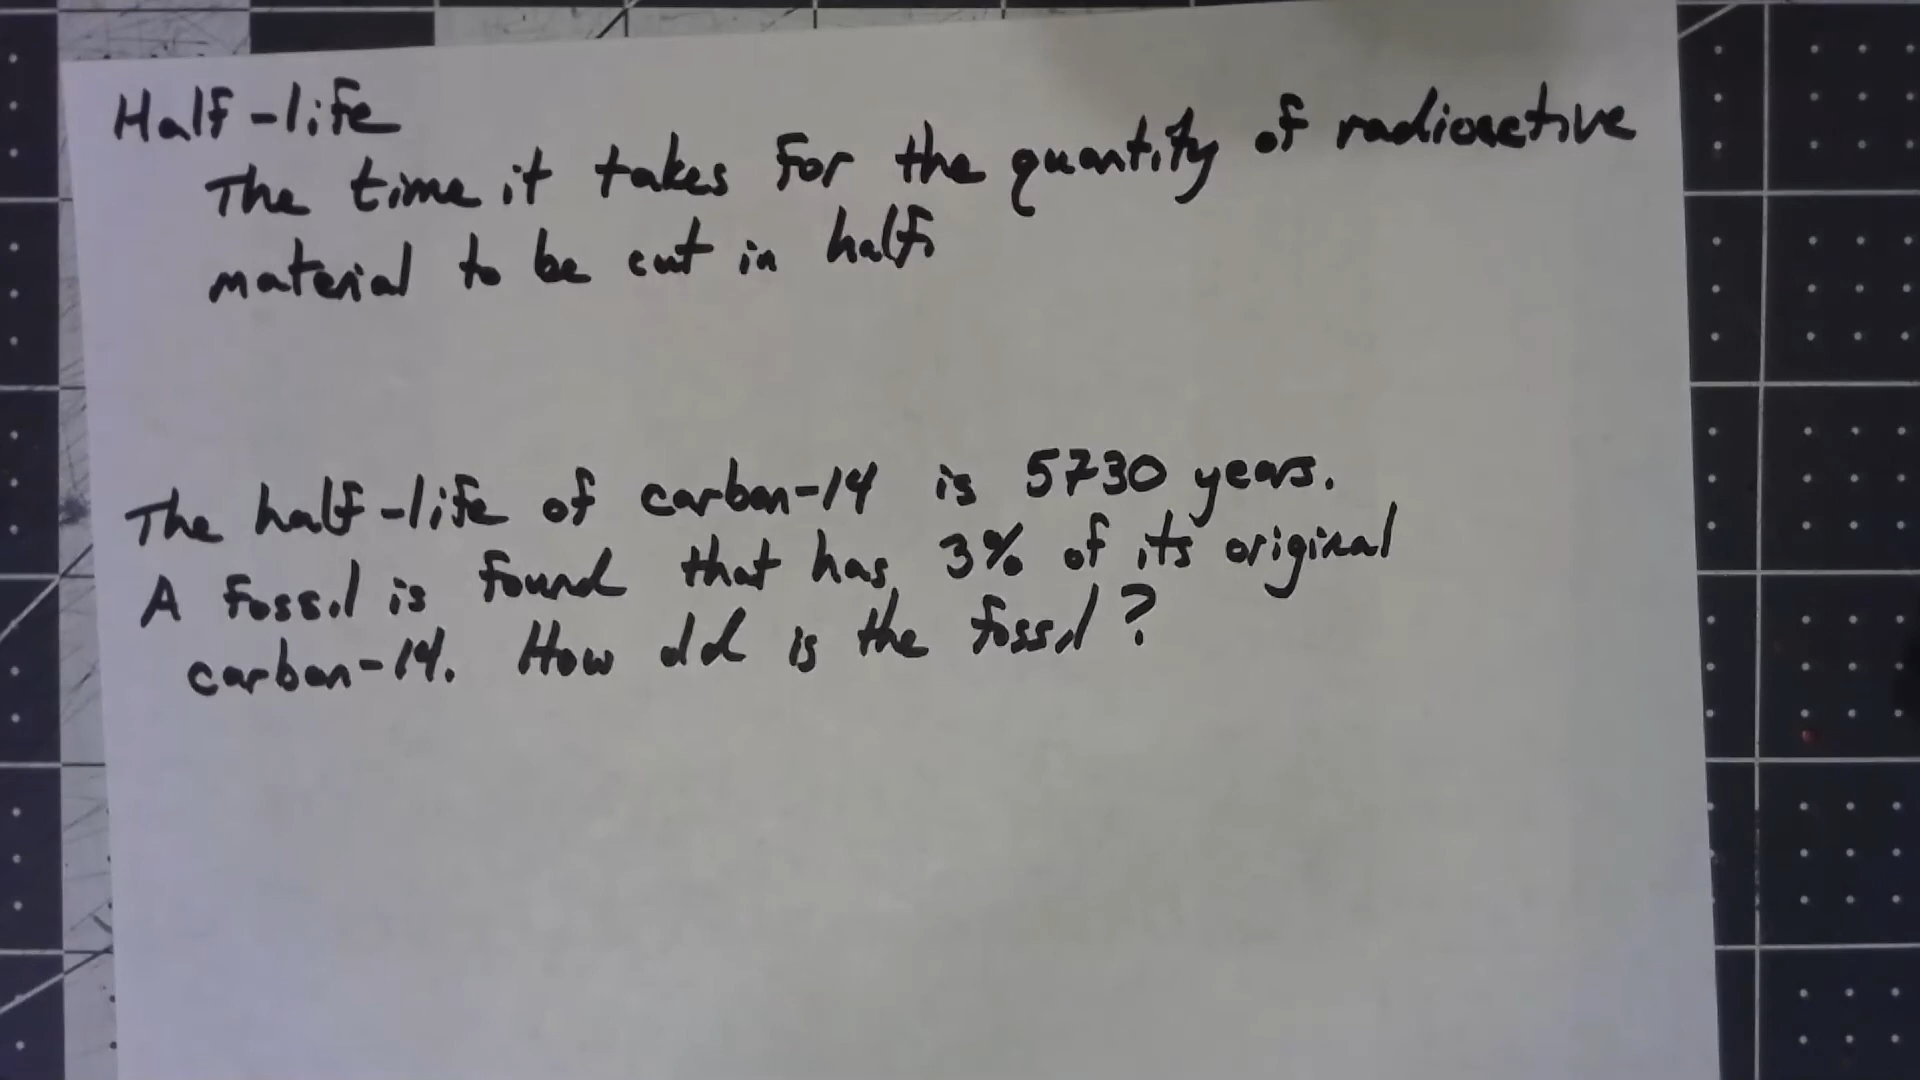 Half-life
The time it takes for the quantity of radioactive
material to be cut in half.
The half-life of carbon-14 is 5730 years.
A fossil is found that has 3% of its original
carbon-14. How old is the fossil?